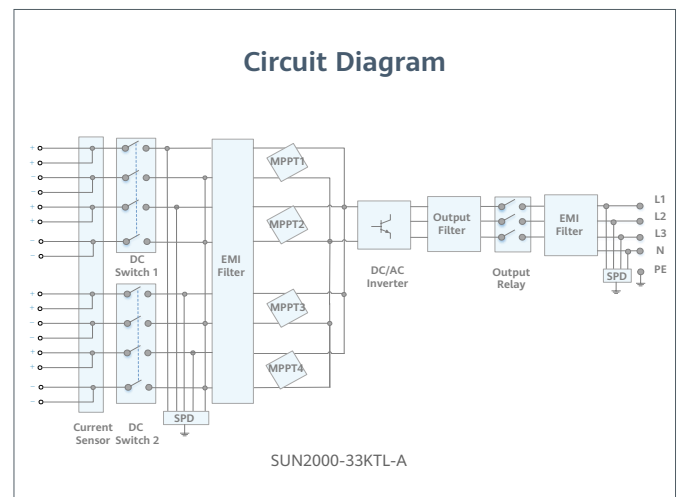 Circuit Diagram
+
+
−
−
+
+
−
−
+
+
−
−
+
+
−
−
Current
Sensor
DC
Switch 1
DC
Switch 2
SPD
EMI
Filter
MPPT1
MPPT2
MPPT3
MPPT4
DC/AC
Inverter
Output
Filter
Output
Relay
EMI
Filter
SPD
L1
L2
L3
N
PE
SUN2000-33KTL-A